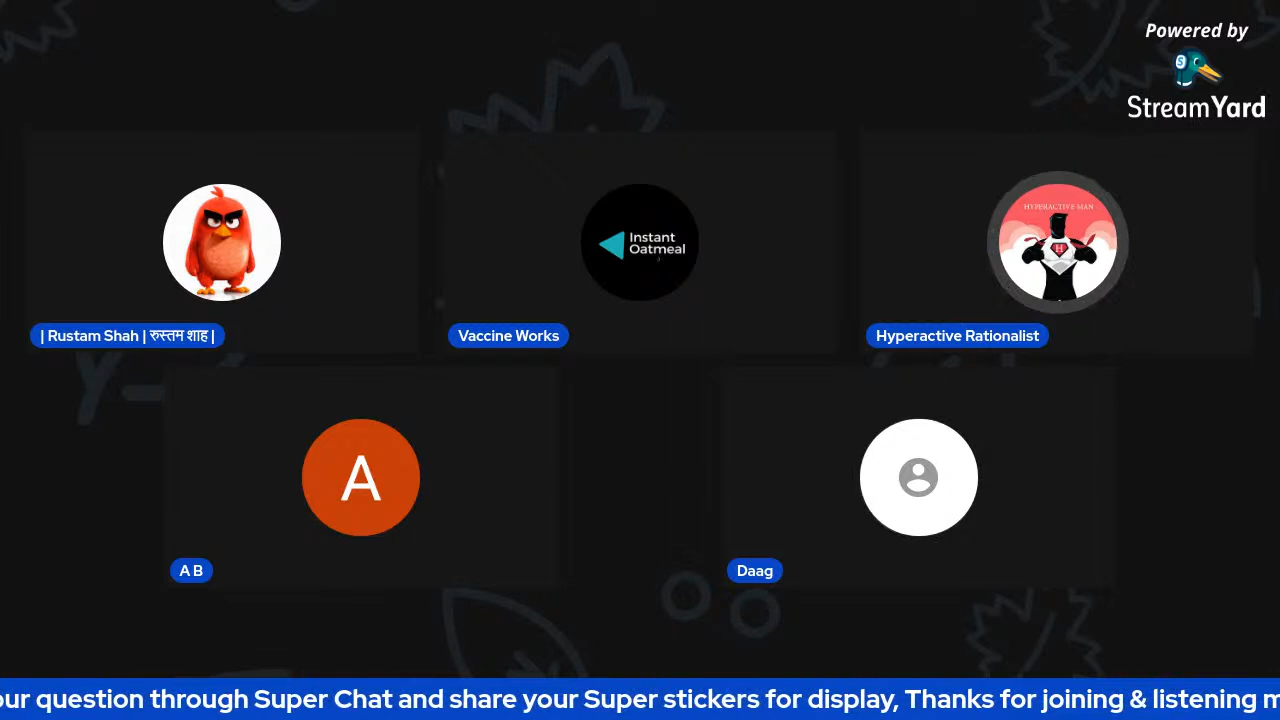 Powered by
StreamYard
Instant
Oatmeal
HYPERACTIVE MAN
H
| Rustam Shah | रुस्तम शाह |
Vaccine Works
Hyperactive Rationalist
A
A B
Daag
our question through Super Chat and share your Super stickers for display, Thanks for joining & listening m